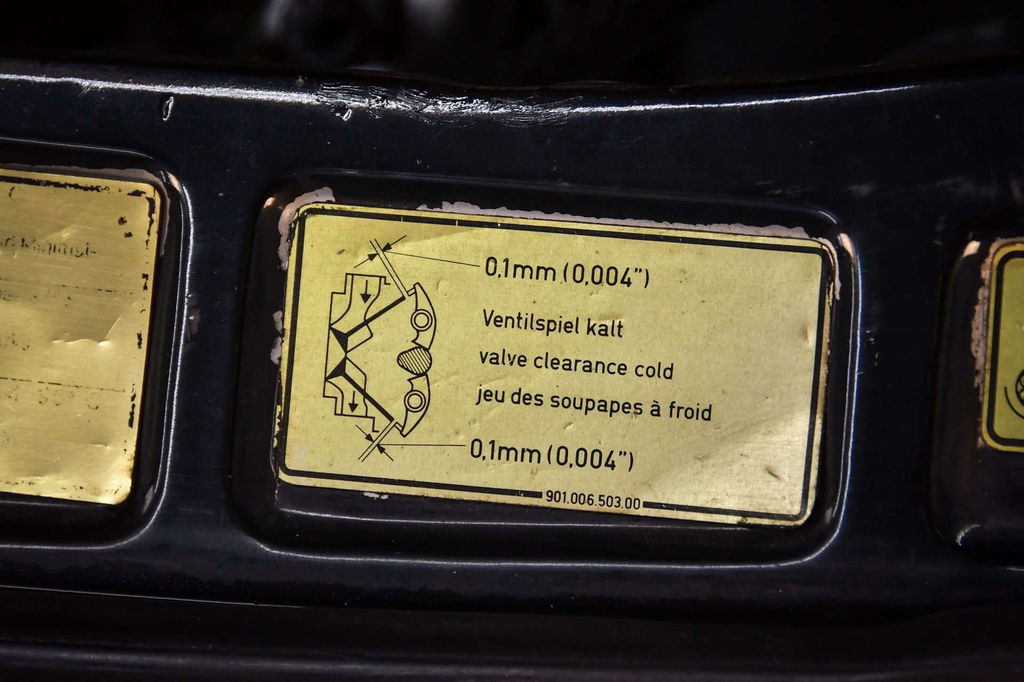 0,1mm (0,004”)
Ventilspiel kalt
valve clearance cold
jeu des soupapes à froid
0,1mm (0,004”)
901.006.503.00